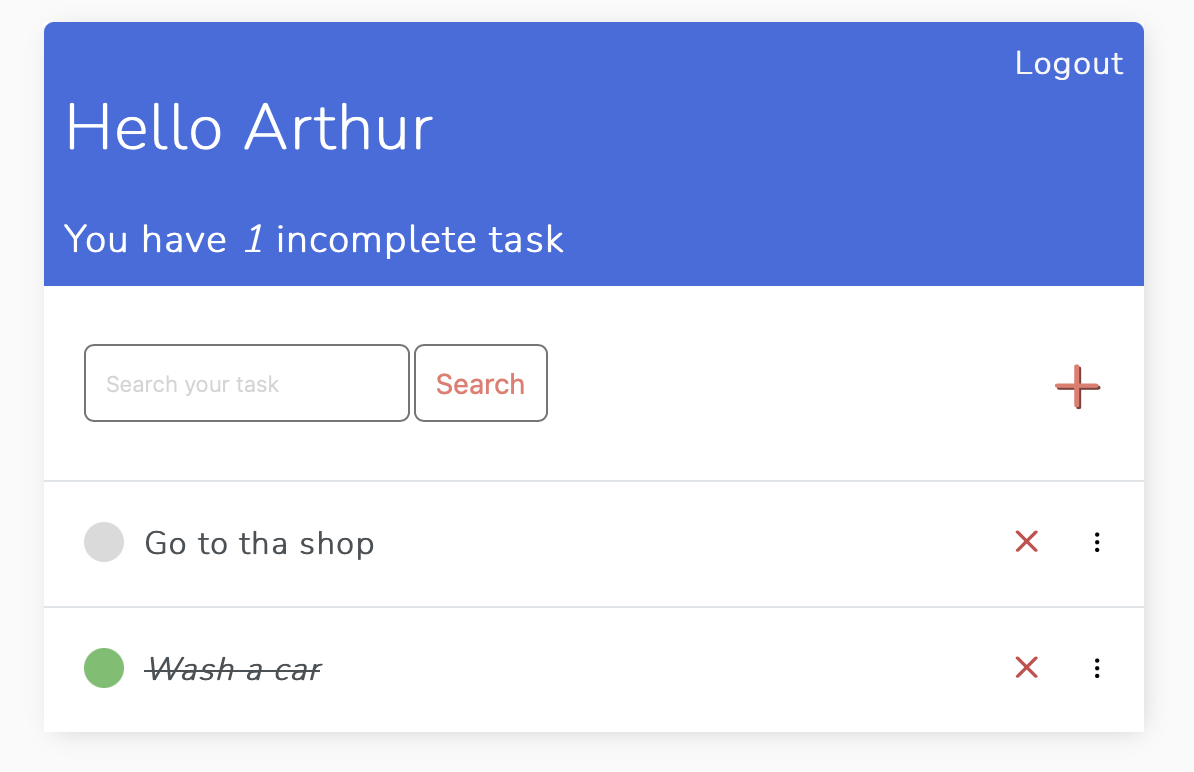 Logout
Hello Arthur
You have 1 incomplete task
Search your task Search
Go to tha shop
Wash a car